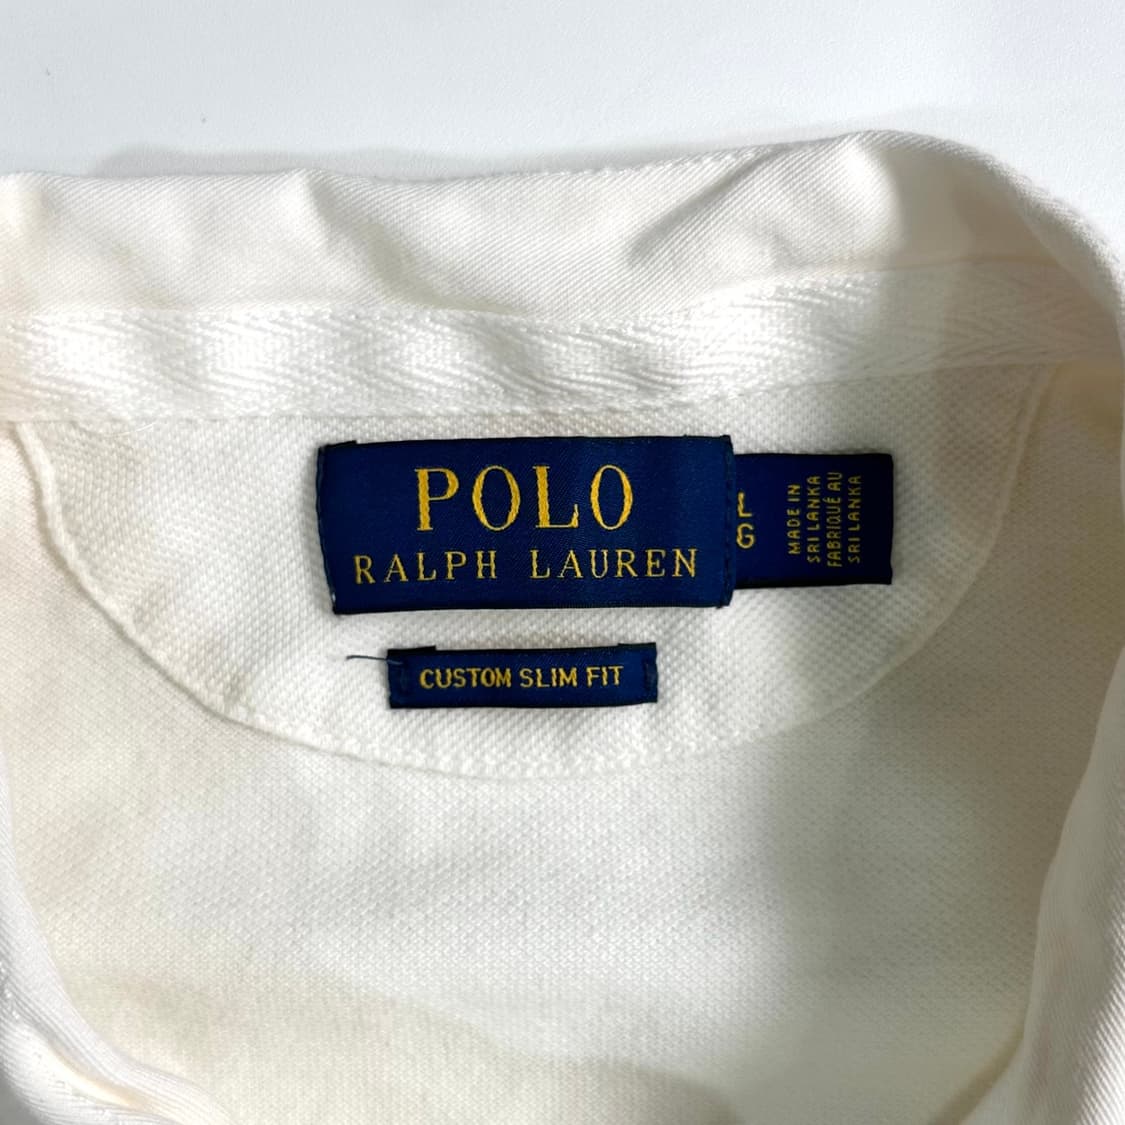 POLO
RALPH LAUREN
L
G
MADE IN
SRI LANKA
FABRIQUÉ AU
SRI LANKA
CUSTOM SLIM FIT